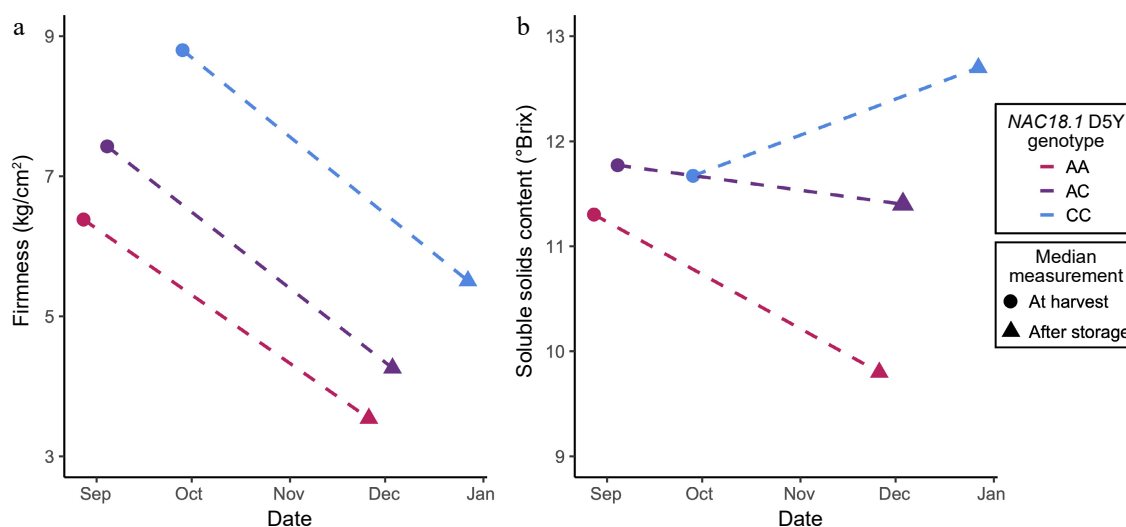 a
9
7
5
3
Firmness (kg/cm²)
Sep Oct Nov Dec Jan
Date
b
13
12
11
10
9
Soluble solids content (°Brix)
Sep Oct Nov Dec Jan
Date
NAC18.1 D5Y
genotype
AA
AC
CC
Median
measurement
At harvest
After storage